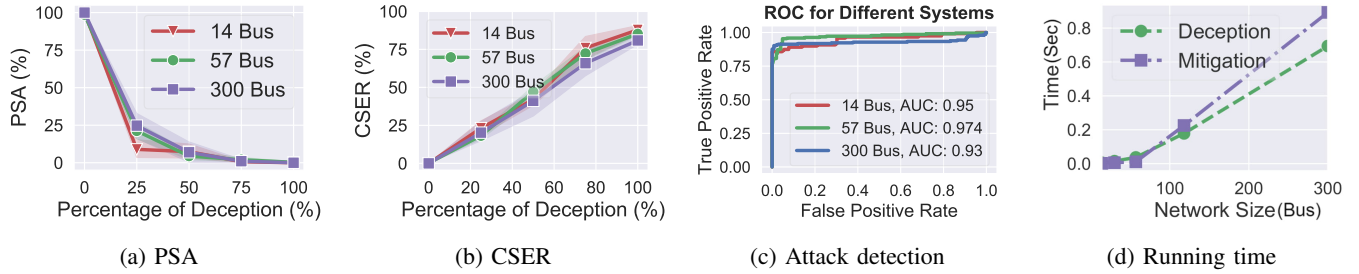 100
75
50
25
0
PSA (%)
14 Bus
57 Bus
300 Bus
0 25 50 75 100
Percentage of Deception (%)
(a) PSA
100
75
50
25
0
CSER (%)
14 Bus
57 Bus
300 Bus
0 20 40 60 80 100
Percentage of Deception (%)
(b) CSER
ROC for Different Systems
1.00
0.75
0.50
0.25
0.00
True Positive Rate
14 Bus, AUC: 0.95
57 Bus, AUC: 0.974
300 Bus, AUC: 0.93
0.0 0.2 0.4 0.6 0.8 1.0
False Positive Rate
(c) Attack detection
0.8
0.6
0.4
0.2
0.0
Time(Sec)
Deception
Mitigation
100 200 300
Network Size(Bus)
(d) Running time